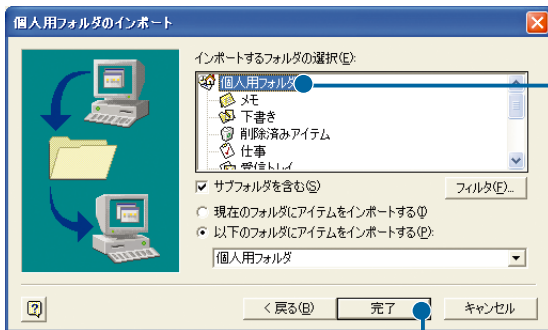 個人用フォルダのインポート
インポートするフォルダの選択(E):
個人用フォルダ
メモ
下書き
削除済みアイテム
仕事
受信トレイ
サブフォルダを含む(S)
フィルタ(F)...
現在のフォルダにアイテムをインポートする(I)
以下のフォルダにアイテムをインポートする(P):
個人用フォルダ
< 戻る(B)
完了
キャンセル